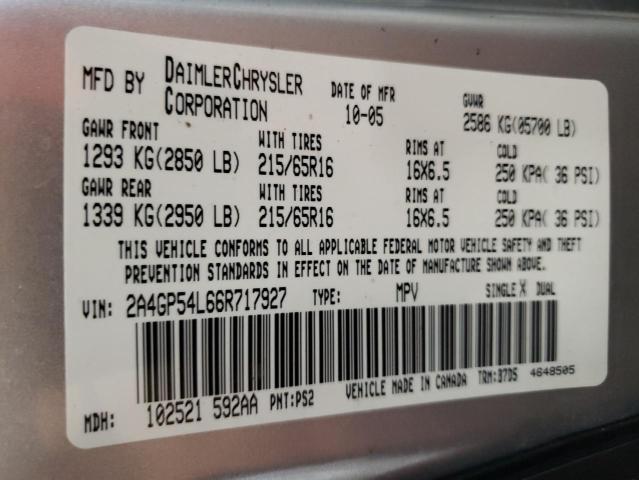 MFD BY DAIMLERCHRYSLER CORPORATION DATE OF MFR 10-05 GVWR 2586 KG(05700 LB)
GAWR FRONT WITH TIRES RIMS AT COLD
1293 KG(2850 LB) 215/65R16 16X6.5 250 KPA( 36 PSI)
GAWR REAR WITH TIRES RIMS AT COLD
1339 KG(2950 LB) 215/65R16 16X6.5 250 KPA( 36 PSI)
THIS VEHICLE CONFORMS TO ALL APPLICABLE FEDERAL MOTOR VEHICLE SAFETY AND THEFT
PREVENTION STANDARDS IN EFFECT ON THE DATE OF MANUFACTURE SHOWN ABOVE.
VIN: 2A4GP54L66R717927 TYPE: MPV SINGLE X DUAL
MDH: 102521 592AA PNT:PS2 VEHICLE MADE IN CANADA TRM:B7D5 4648505